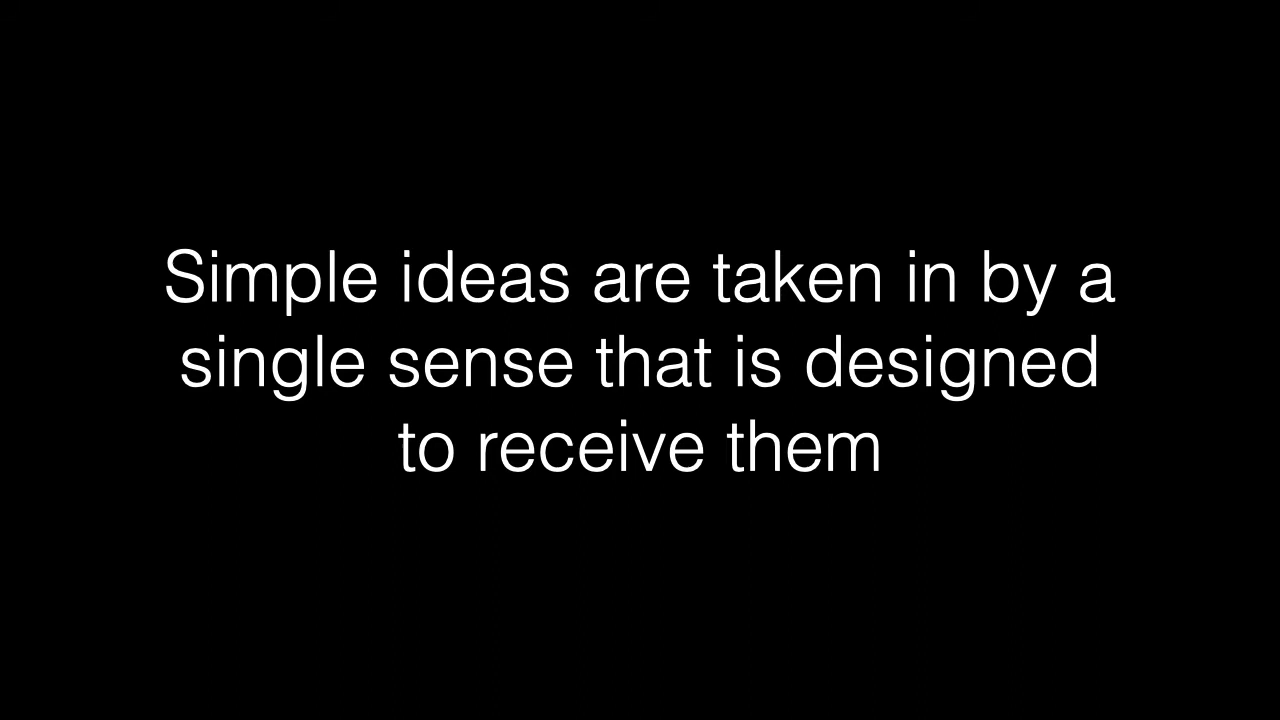 Simple ideas are taken in by a
single sense that is designed
to receive them